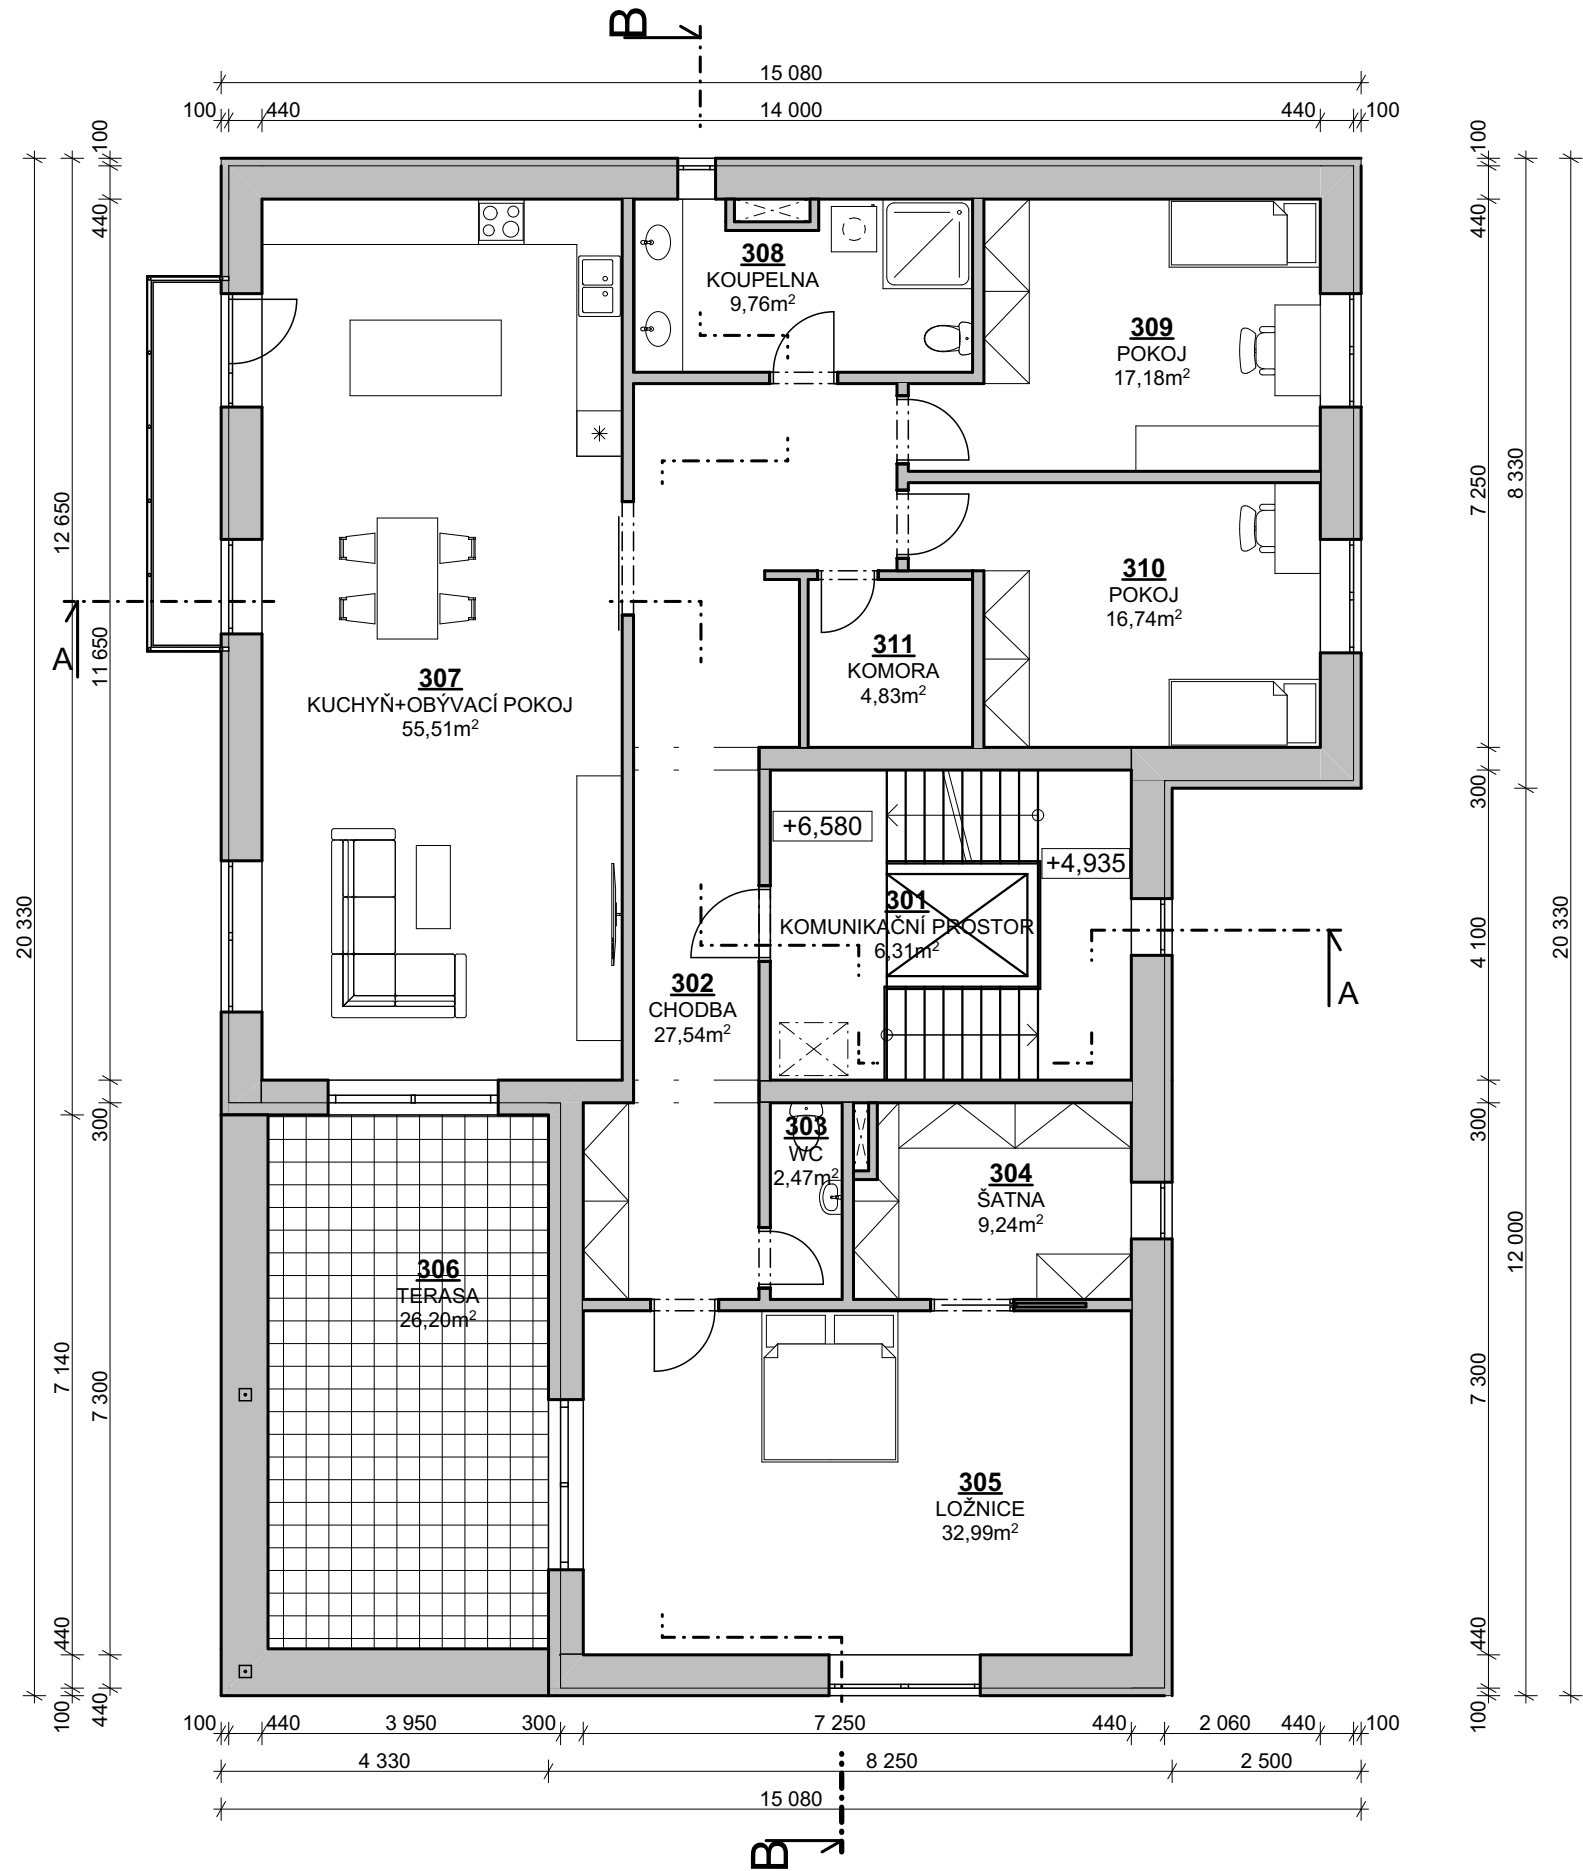 B
15 080
100
440
14 000
440
100
100
440
12 650
11 650
20 330
300
7 140
7 300
440
100
440
100
440
7 250
8 330
300
4 100
20 330
300
12 000
7 300
440
100
308
KOUPELNA
9,76m²
309
POKOJ
17,18m²
310
POKOJ
16,74m²
311
KOMORA
4,83m²
A
307
KUCHYŇ+OBÝVACÍ POKOJ
55,51m²
+6,580
+4,935
301
KOMUNIKAČNÍ PROSTOR
6,31m²
A
302
CHODBA
27,54m²
303
WC
2,47m²
304
ŠATNA
9,24m²
306
TERASA
26,20m²
305
LOŽNICE
32,99m²
100
440
3 950
300
7 250
440
2 060
440
100
4 330
8 250
2 500
15 080
B